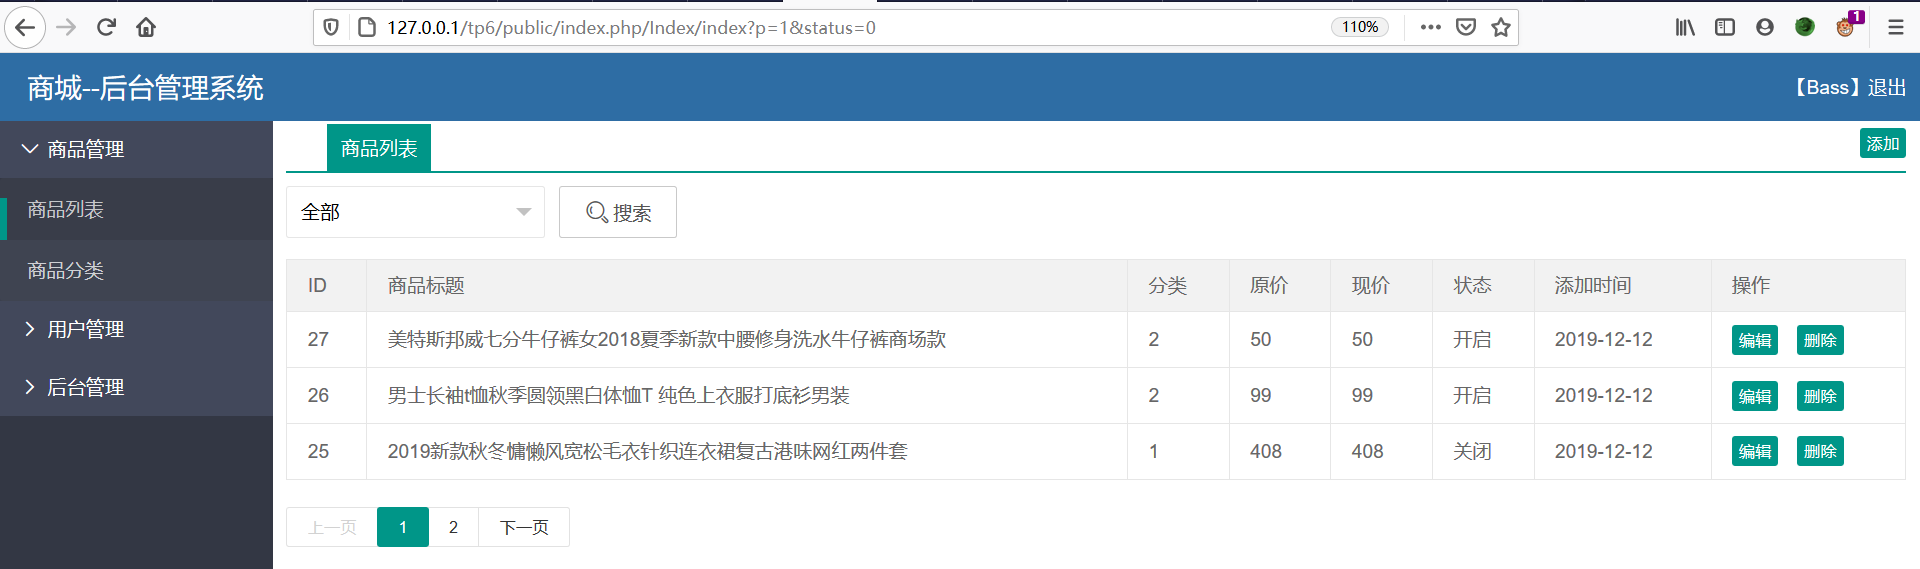 127.0.0.1/tp6/public/index.php/Index/index?p=1&status=0
110%
1
商城--后台管理系统
【Bass】退出
商品管理
商品列表
添加
商品列表
全部
搜索
商品分类
用户管理
后台管理
ID 商品标题 分类 原价 现价 状态 添加时间 操作
27 美特斯邦威七分牛仔裤女2018夏季新款中腰修身洗水牛仔裤商场款 2 50 50 开启 2019-12-12 编辑 删除
26 男士长袖t恤秋季圆领黑白体恤T 纯色上衣服打底衫男装 2 99 99 开启 2019-12-12 编辑 删除
25 2019新款秋冬慵懒风宽松毛衣针织连衣裙复古港味网红两件套 1 408 408 关闭 2019-12-12 编辑 删除
上一页 1 2 下一页